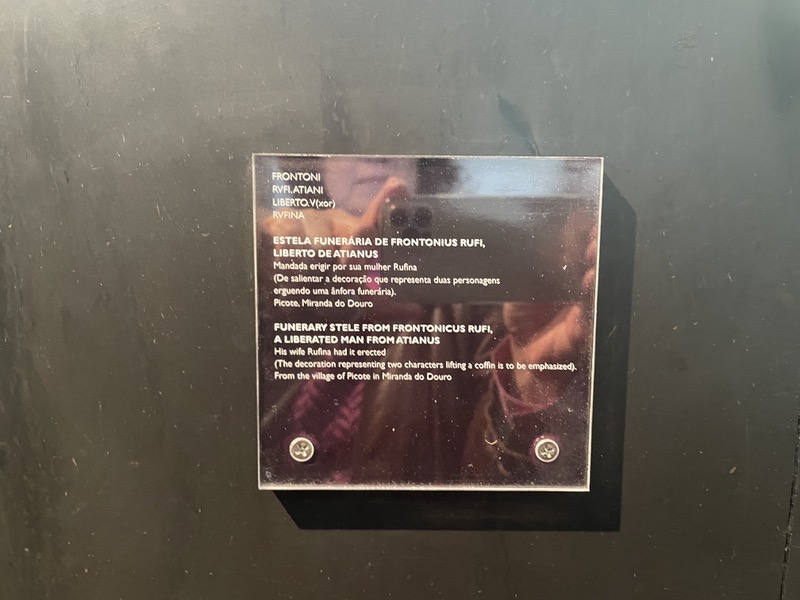 FRONTONI
RVFI.ATIANI
LIBERTO.V(xor)
RVFINA
ESTELA FUNERÁRIA DE FRONTONIUS RUFI,
LIBERTO DE ATIANUS
Mandada erigir por sua mulher Rufina
(De salientar a decoração que representa duas personagens
erguendo uma ânfora funerária).
Picote, Miranda do Douro
FUNERARY STELE FROM FRONTONICUS RUFI,
A LIBERATED MAN FROM ATIANUS
His wife Rufina had it erected
(The decoration representing two characters lifting a coffin is to be emphasized).
From the village of Picote in Miranda do Douro